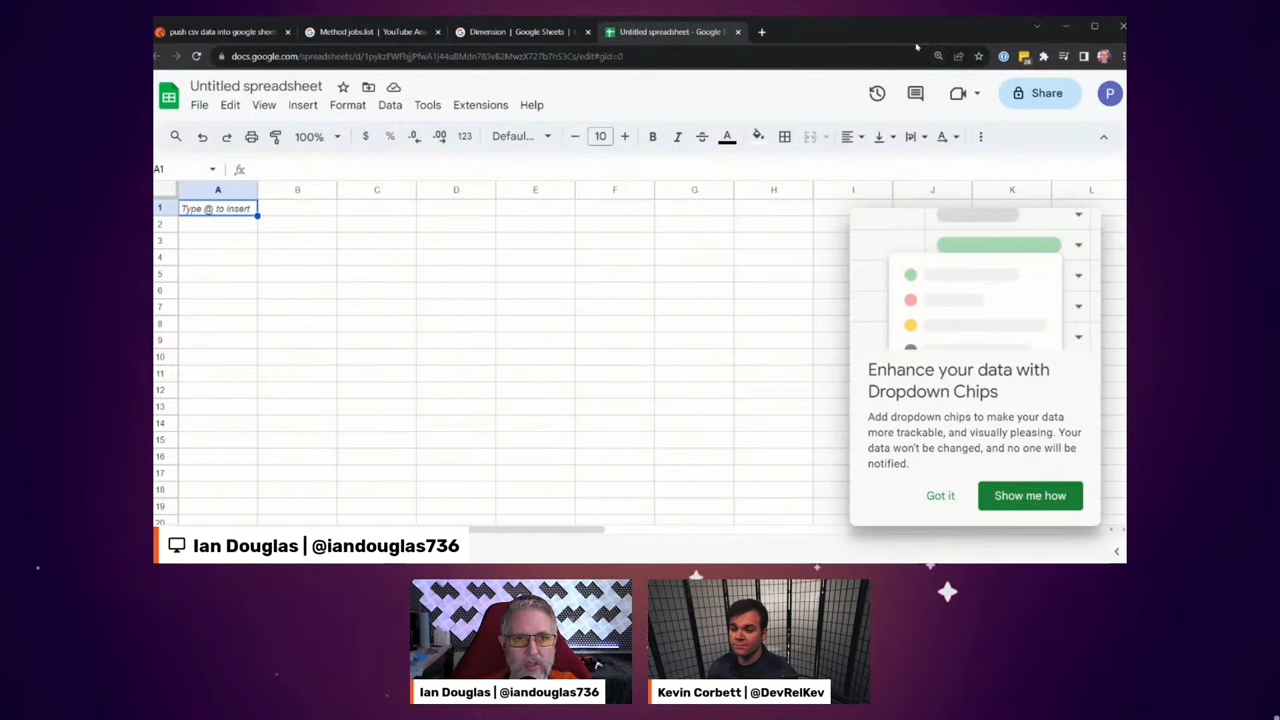 push csv data into google sheet
Method jobs.list | YouTube An
Dimension | Google Sheets |
Untitled spreadsheet - Google S
docs.google.com/spreadsheets/d/1pykzFWFhjjPfwA1j44uBMdn783vB2MwzX727b7h53Cs/edit#gid=0
Untitled spreadsheet
File Edit View Insert Format Data Tools Extensions Help
Share
P
100% $ % .0 .00 123 Defaul... 10 B I S A
A1 fx
A B C D E F G H I J K L
1 Type @ to insert
2
3
4
5
6
7
8
9
10
11
12
13
14
15
16
17
18
19
20
Enhance your data with
Dropdown Chips
Add dropdown chips to make your data
more trackable, and visually pleasing. Your
data won't be changed, and no one will be
notified.
Got it Show me how
Ian Douglas | @iandouglas736
Ian Douglas | @iandouglas736
Kevin Corbett | @DevRelKev